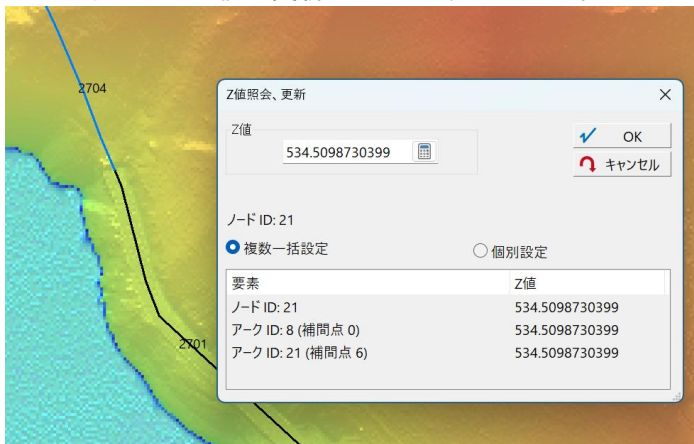 2704
2701
Z値照会、更新
Z値
534.5098730399
OK
キャンセル
ノード ID: 21
複数一括設定
個別設定
要素 Z値
ノード ID: 21 534.5098730399
アーク ID: 8 (補間点 0) 534.5098730399
アーク ID: 21 (補間点 6) 534.5098730399